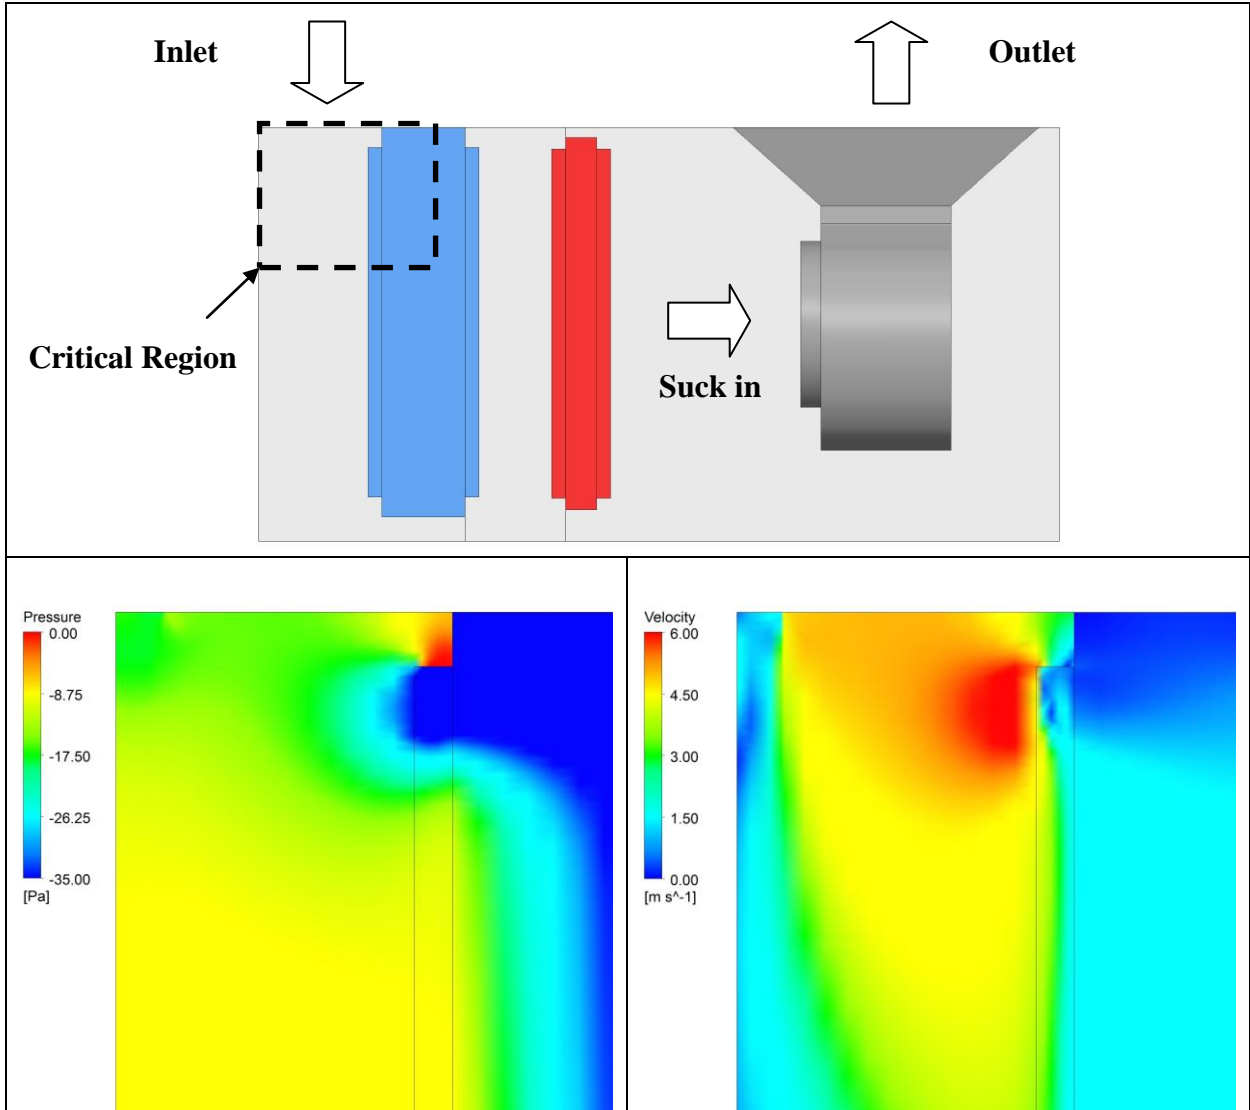 Inlet
Outlet
Critical Region
Suck in
Pressure
0.00
-8.75
-17.50
-26.25
-35.00
[Pa]
Velocity
6.00
4.50
3.00
1.50
0.00
[m s^-1]